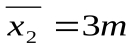 x̅₂ = 3m